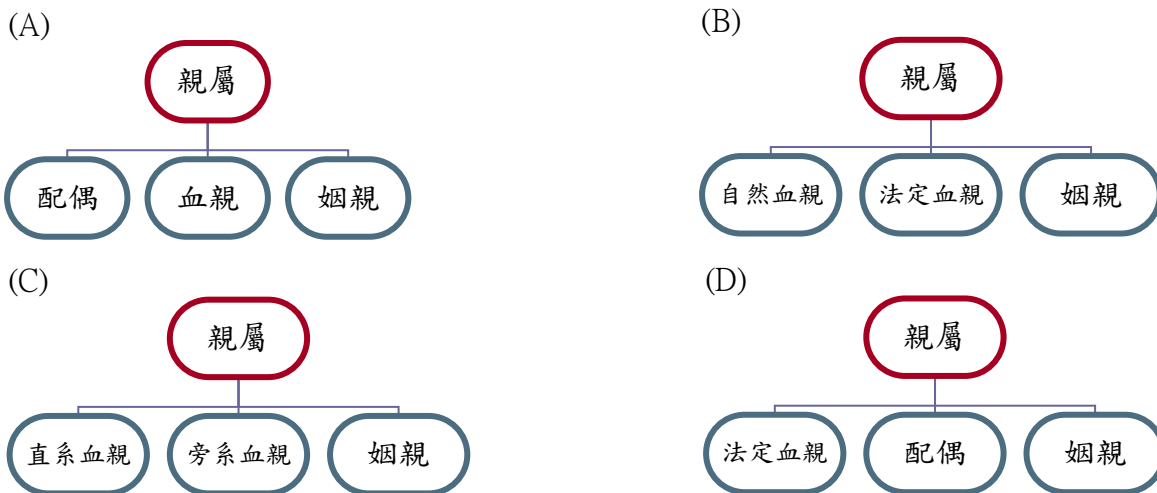 (A)
親屬
配偶 血親 姻親
(B)
親屬
自然血親 法定血親 姻親
(C)
親屬
直系血親 旁系血親 姻親
(D)
親屬
法定血親 配偶 姻親